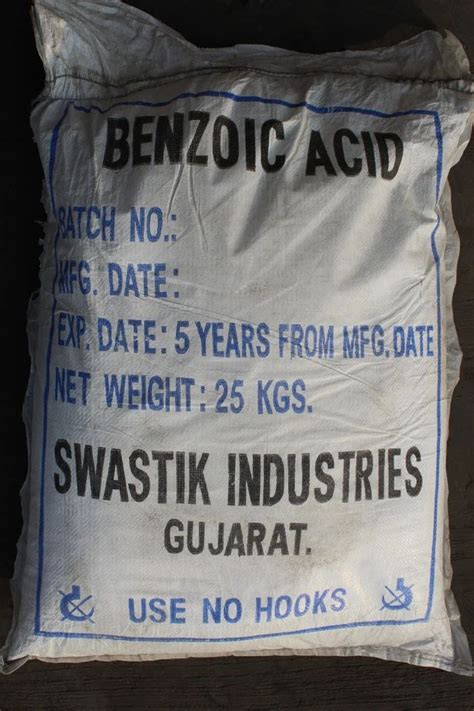 BENZOIC ACID
BATCH NO.:
MFG. DATE:
EXP. DATE: 5 YEARS FROM MFG. DATE
NET WEIGHT: 25 KGS.
SWASTIK INDUSTRIES
GUJARAT.
USE NO HOOKS